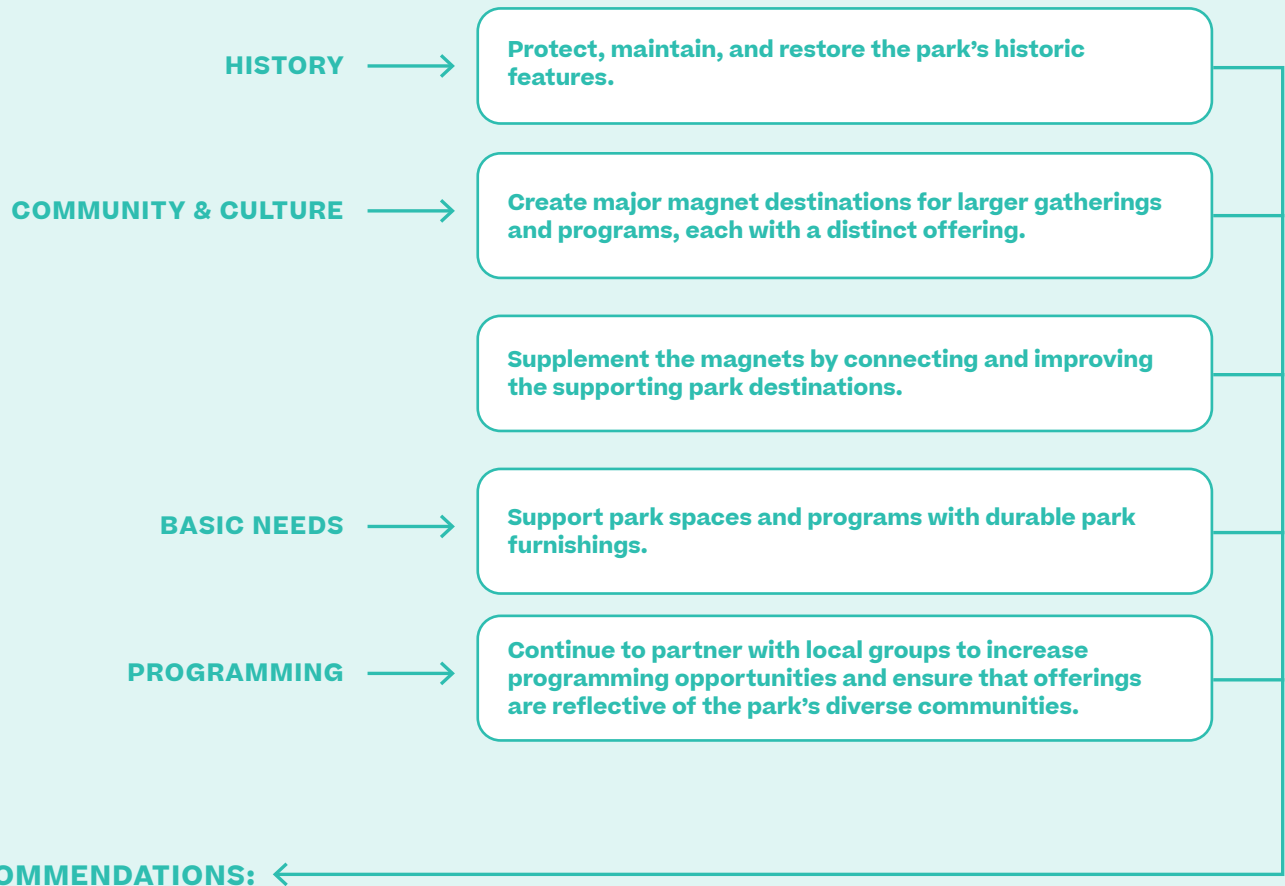 HISTORY
Protect, maintain, and restore the park’s historic
features.
COMMUNITY & CULTURE
Create major magnet destinations for larger gatherings
and programs, each with a distinct offering.
Supplement the magnets by connecting and improving
the supporting park destinations.
BASIC NEEDS
Support park spaces and programs with durable park
furnishings.
PROGRAMMING
Continue to partner with local groups to increase
programming opportunities and ensure that offerings
are reflective of the park’s diverse communities.
OMMENDATIONS: